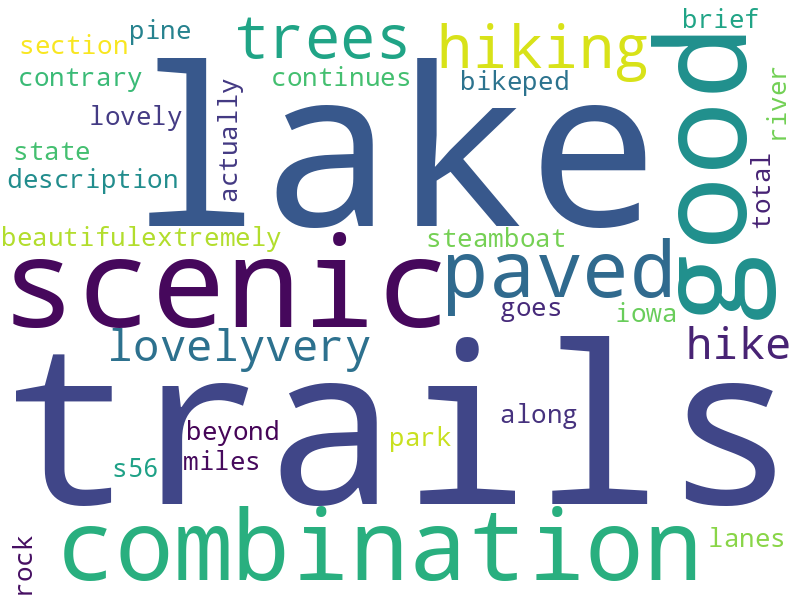 pine
trees
hiking
brief
section
good
contrary
continues
bikeped
river
lake
lovely
actually
state
description
total
beautifulextremely
steamboat
scenic
paved
goes
iowa
lovelyvery
hike
trails
along
beyond
park
s56
miles
combination
rock
lanes